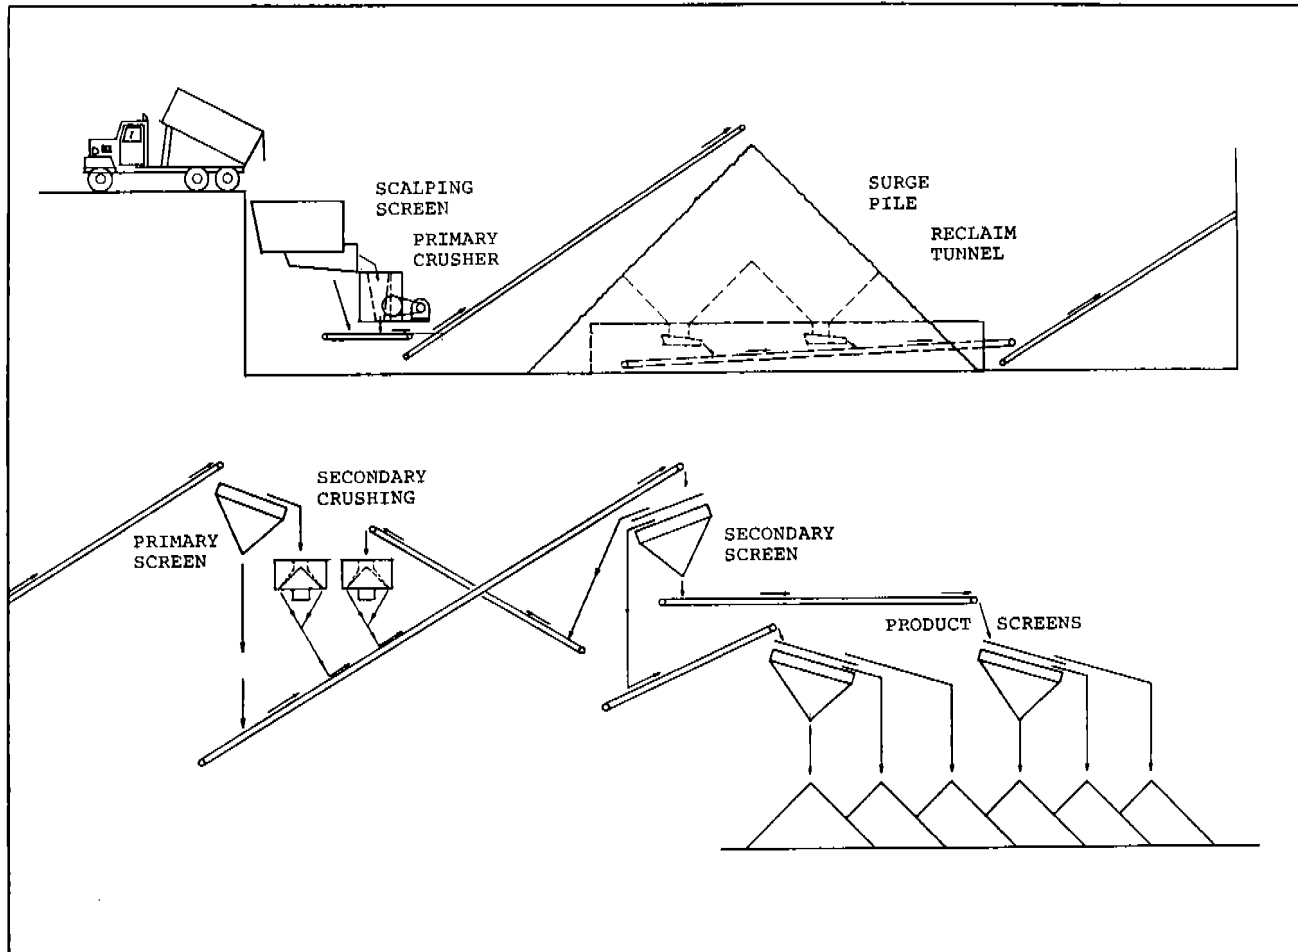 SCALPING
SCREEN
PRIMARY
CRUSHER
SURGE
PILE
RECLAIM
TUNNEL
SECONDARY
CRUSHING
PRIMARY
SCREEN
SECONDARY
SCREEN
PRODUCT SCREENS